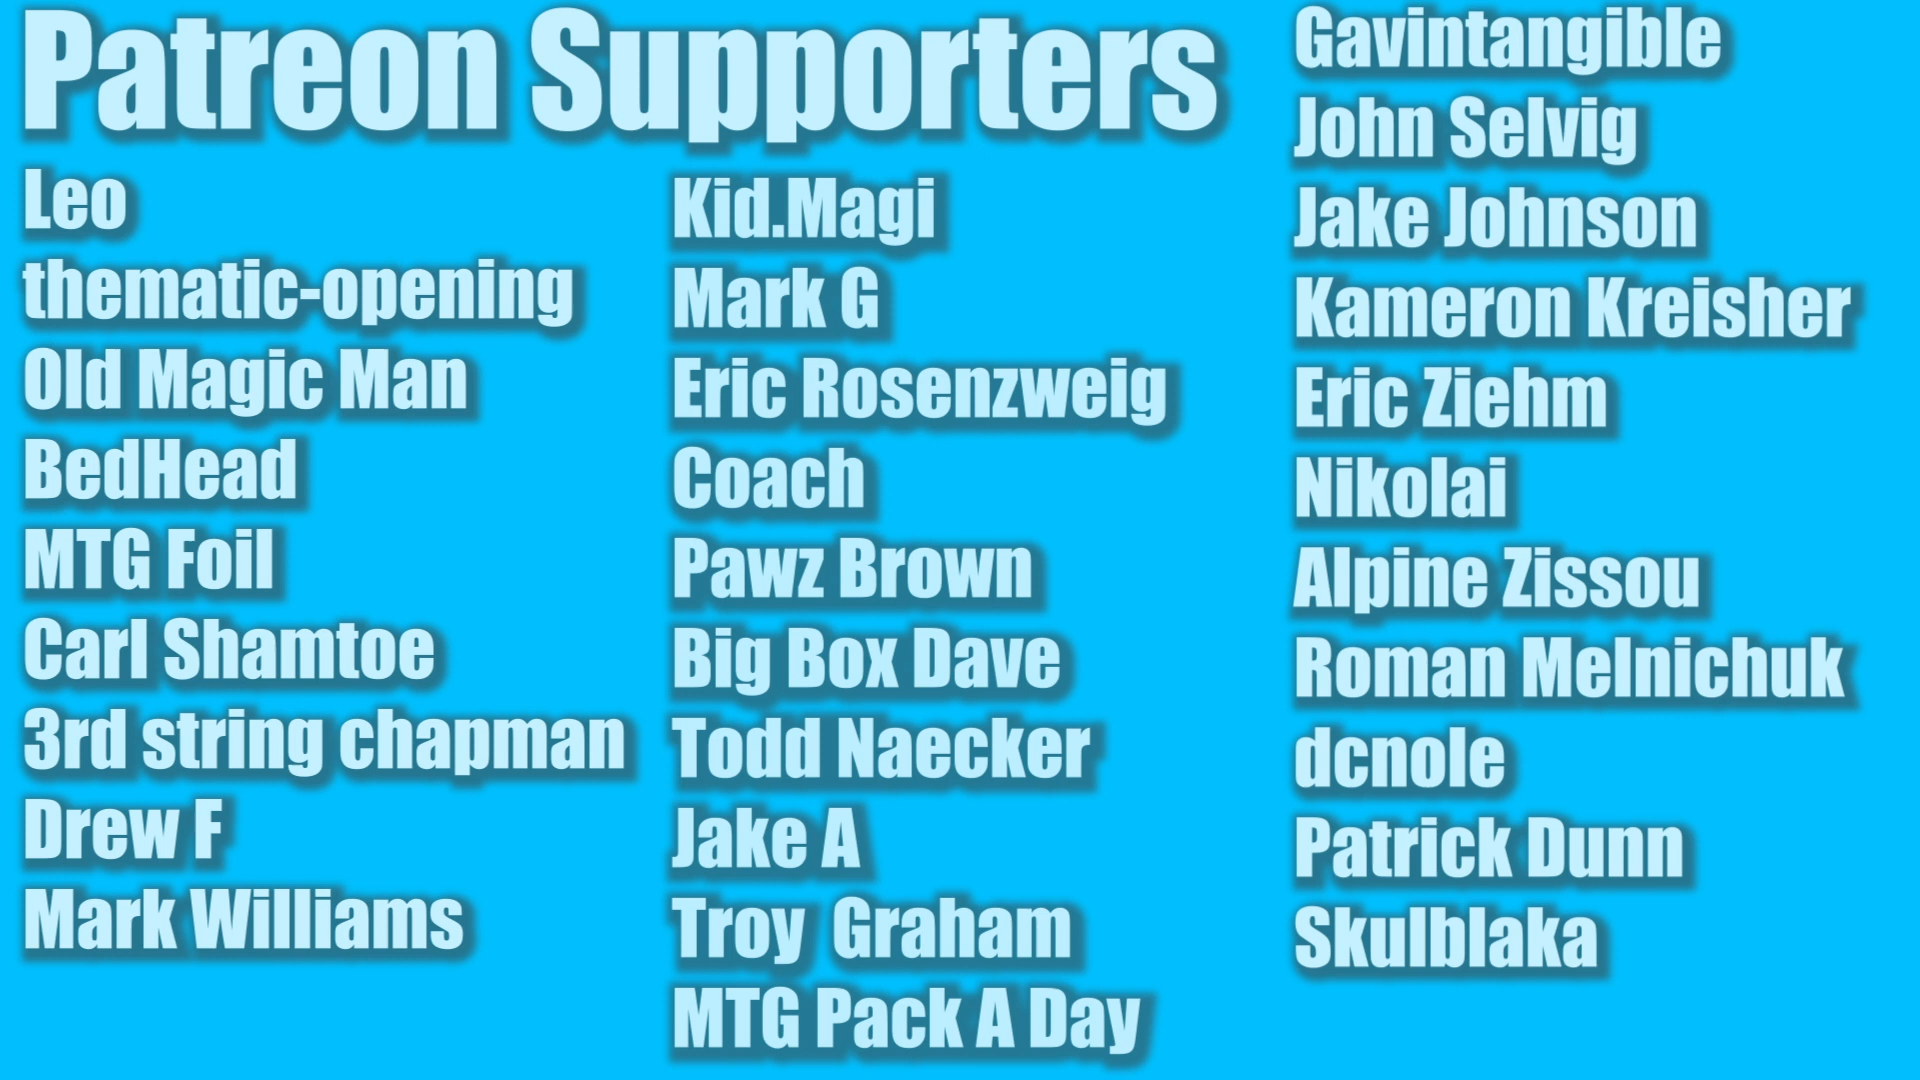 Patreon Supporters
Leo
thematic-opening
Old Magic Man
BedHead
MTG Foil
Carl Shamtoe
3rd string chapman
Drew F
Mark Williams
Kid.Magi
Mark G
Eric Rosenzweig
Coach
Pawz Brown
Big Box Dave
Todd Naecker
Jake A
Troy  Graham
MTG Pack A Day
Gavintangible
John Selvig
Jake Johnson
Kameron Kreisher
Eric Ziehm
Nikolai
Alpine Zissou
Roman Melnichuk
dcnole
Patrick Dunn
Skulblaka